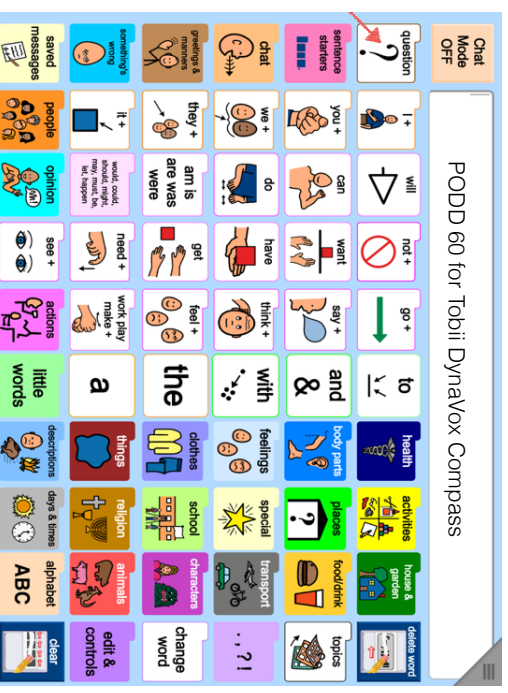 Chat
Mode
OFF
PODD 60 for Tobii DynaVox Compass
question
?
I +
will
not +
go +
to
health
activities
house &
garden
delete word
sentence
starters
you +
can
want
say +
and
&
body parts
places
?
food/drink
topics
chat
we +
do
have
think +
with
feelings
special
transport
. , ? !
greetings &
manners
they +
am is
are was
were
get
feel +
the
clothes
school
characters
change
word
something's
wrong
it +
would, could,
should, might,
may, must, be,
let, happen
need +
work play
make +
a
things
religion
animals
edit &
controls
saved
messages
people
opinion
Ah!
see +
actions
little
words
descriptions
days & times
alphabet
ABC
clear